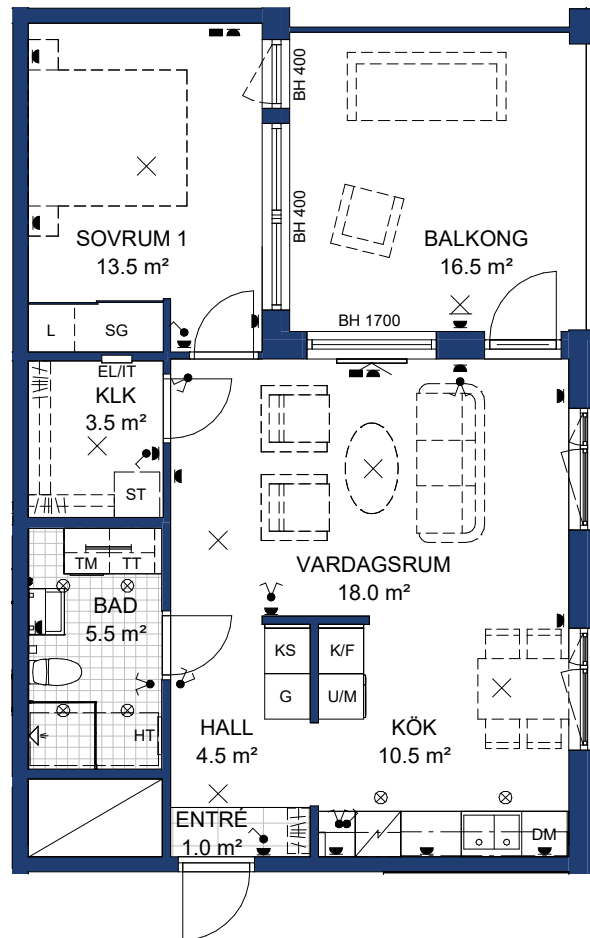 BH 400
BH 400
SOVRUM 1
13.5 m²
BALKONG
16.5 m²
BH 1700
L
SG
EL/IT
KLK
3.5 m²
ST
TM
TT
BAD
5.5 m²
VARDAGSRUM
18.0 m²
KS
K/F
G
U/M
HT
HALL
4.5 m²
KÖK
10.5 m²
ENTRÉ
1.0 m²
DM